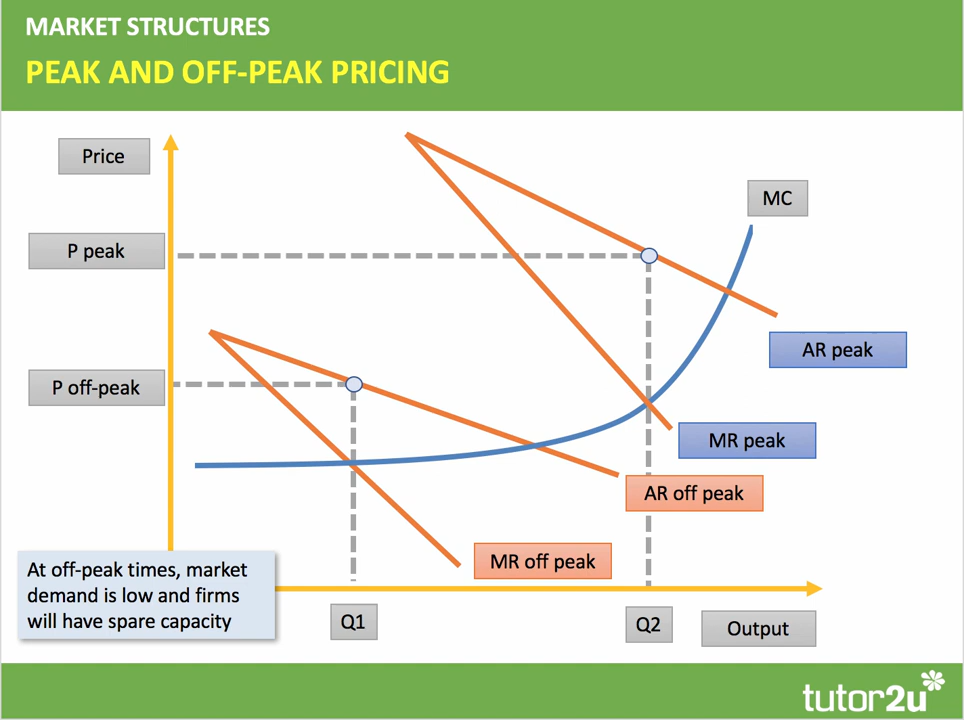 MARKET STRUCTURES
PEAK AND OFF-PEAK PRICING
Price
MC
P peak
AR peak
P off-peak
MR peak
AR off peak
MR off peak
At off-peak times, market
demand is low and firms
will have spare capacity
Q1
Q2
Output
tutor2u